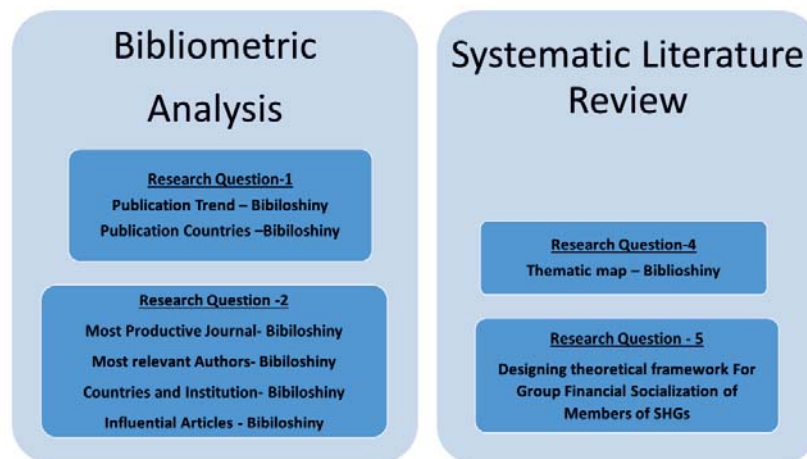 Bibliometric
Analysis
Research Question-1
Publication Trend – Bibiloshiny
Publication Countries –Bibiloshiny
Research Question -2
Most Productive Journal- Bibiloshiny
Most relevant Authors- Bibiloshiny
Countries and Institution- Bibiloshiny
Influential Articles - Bibiloshiny
Systematic Literature
Review
Research Question-4
Thematic map – Biblioshiny
Research Question - 5
Designing theoretical framework For
Group Financial Socialization of
Members of SHGs